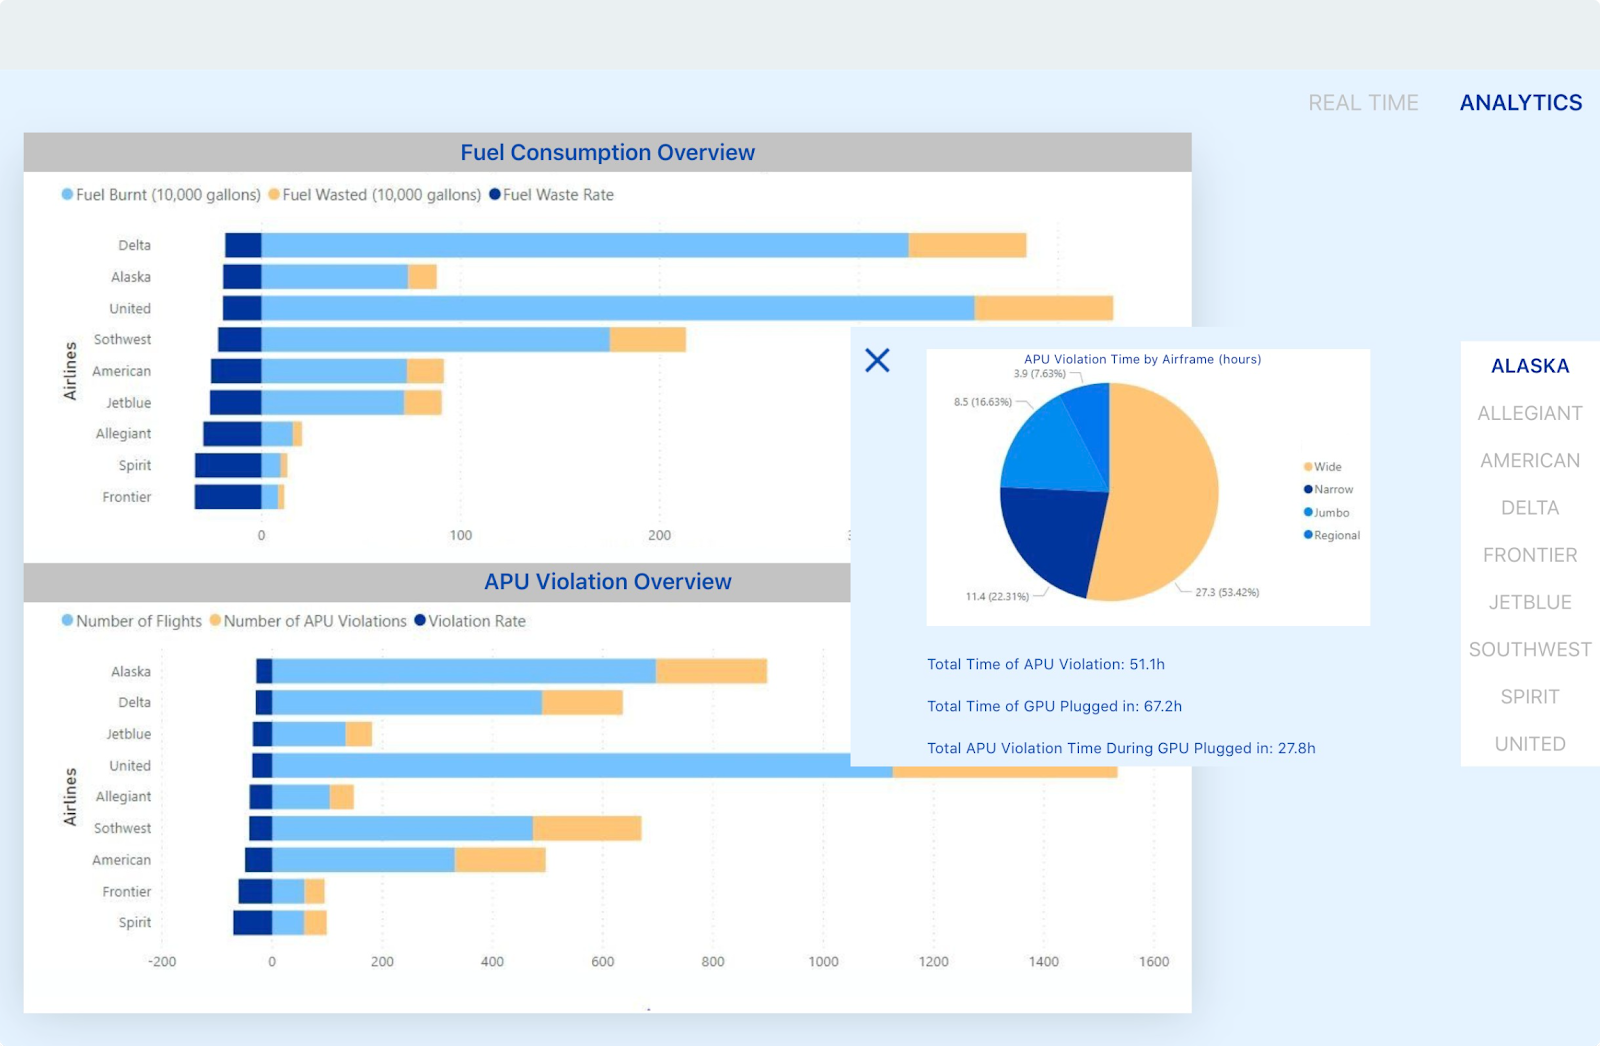 REAL TIME
ANALYTICS
Fuel Consumption Overview
Fuel Burnt (10,000 gallons)
Fuel Wasted (10,000 gallons)
Fuel Waste Rate
Airlines
Delta
Alaska
United
Sothwest
American
Jetblue
Allegiant
Spirit
Frontier
0
100
200
APU Violation Overview
Number of Flights
Number of APU Violations
Violation Rate
Airlines
Alaska
Delta
Jetblue
United
Allegiant
Sothwest
American
Frontier
Spirit
-200
0
200
400
600
800
1000
1200
1400
1600
APU Violation Time by Airframe (hours)
3.9 (7.63%)
8.5 (16.63%)
11.4 (22.31%)
27.3 (53.42%)
Wide
Narrow
Jumbo
Regional
Total Time of APU Violation: 51.1h
Total Time of GPU Plugged in: 67.2h
Total APU Violation Time During GPU Plugged in: 27.8h
ALASKA
ALLEGIANT
AMERICAN
DELTA
FRONTIER
JETBLUE
SOUTHWEST
SPIRIT
UNITED